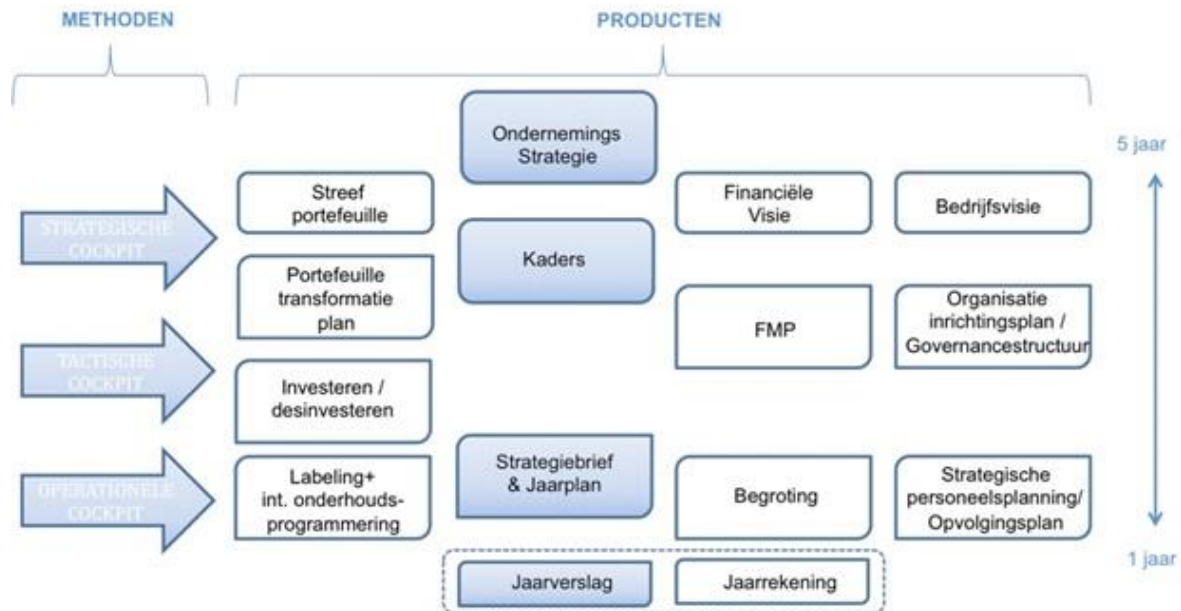 METHODEN
PRODUCTEN
Ondernemings
Strategie
5 jaar
Streef
portefeuille
Financiële
Visie
Bedrijfsvisie
STRATEGISCHE
COCKPIT
Kaders
Portefeuille
transformatie
plan
FMP
Organisatie
inrichtingsplan /
Governancestructuur
TACTISCHE
COCKPIT
Investeren /
desinvesteren
Strategiebrief
& Jaarplan
OPERATIONELE
COCKPIT
Labeling+
int. onderhouds-
programmering
Begroting
Strategische
personeelsplanning/
Opvolgingsplan
1 jaar
Jaarverslag
Jaarrekening